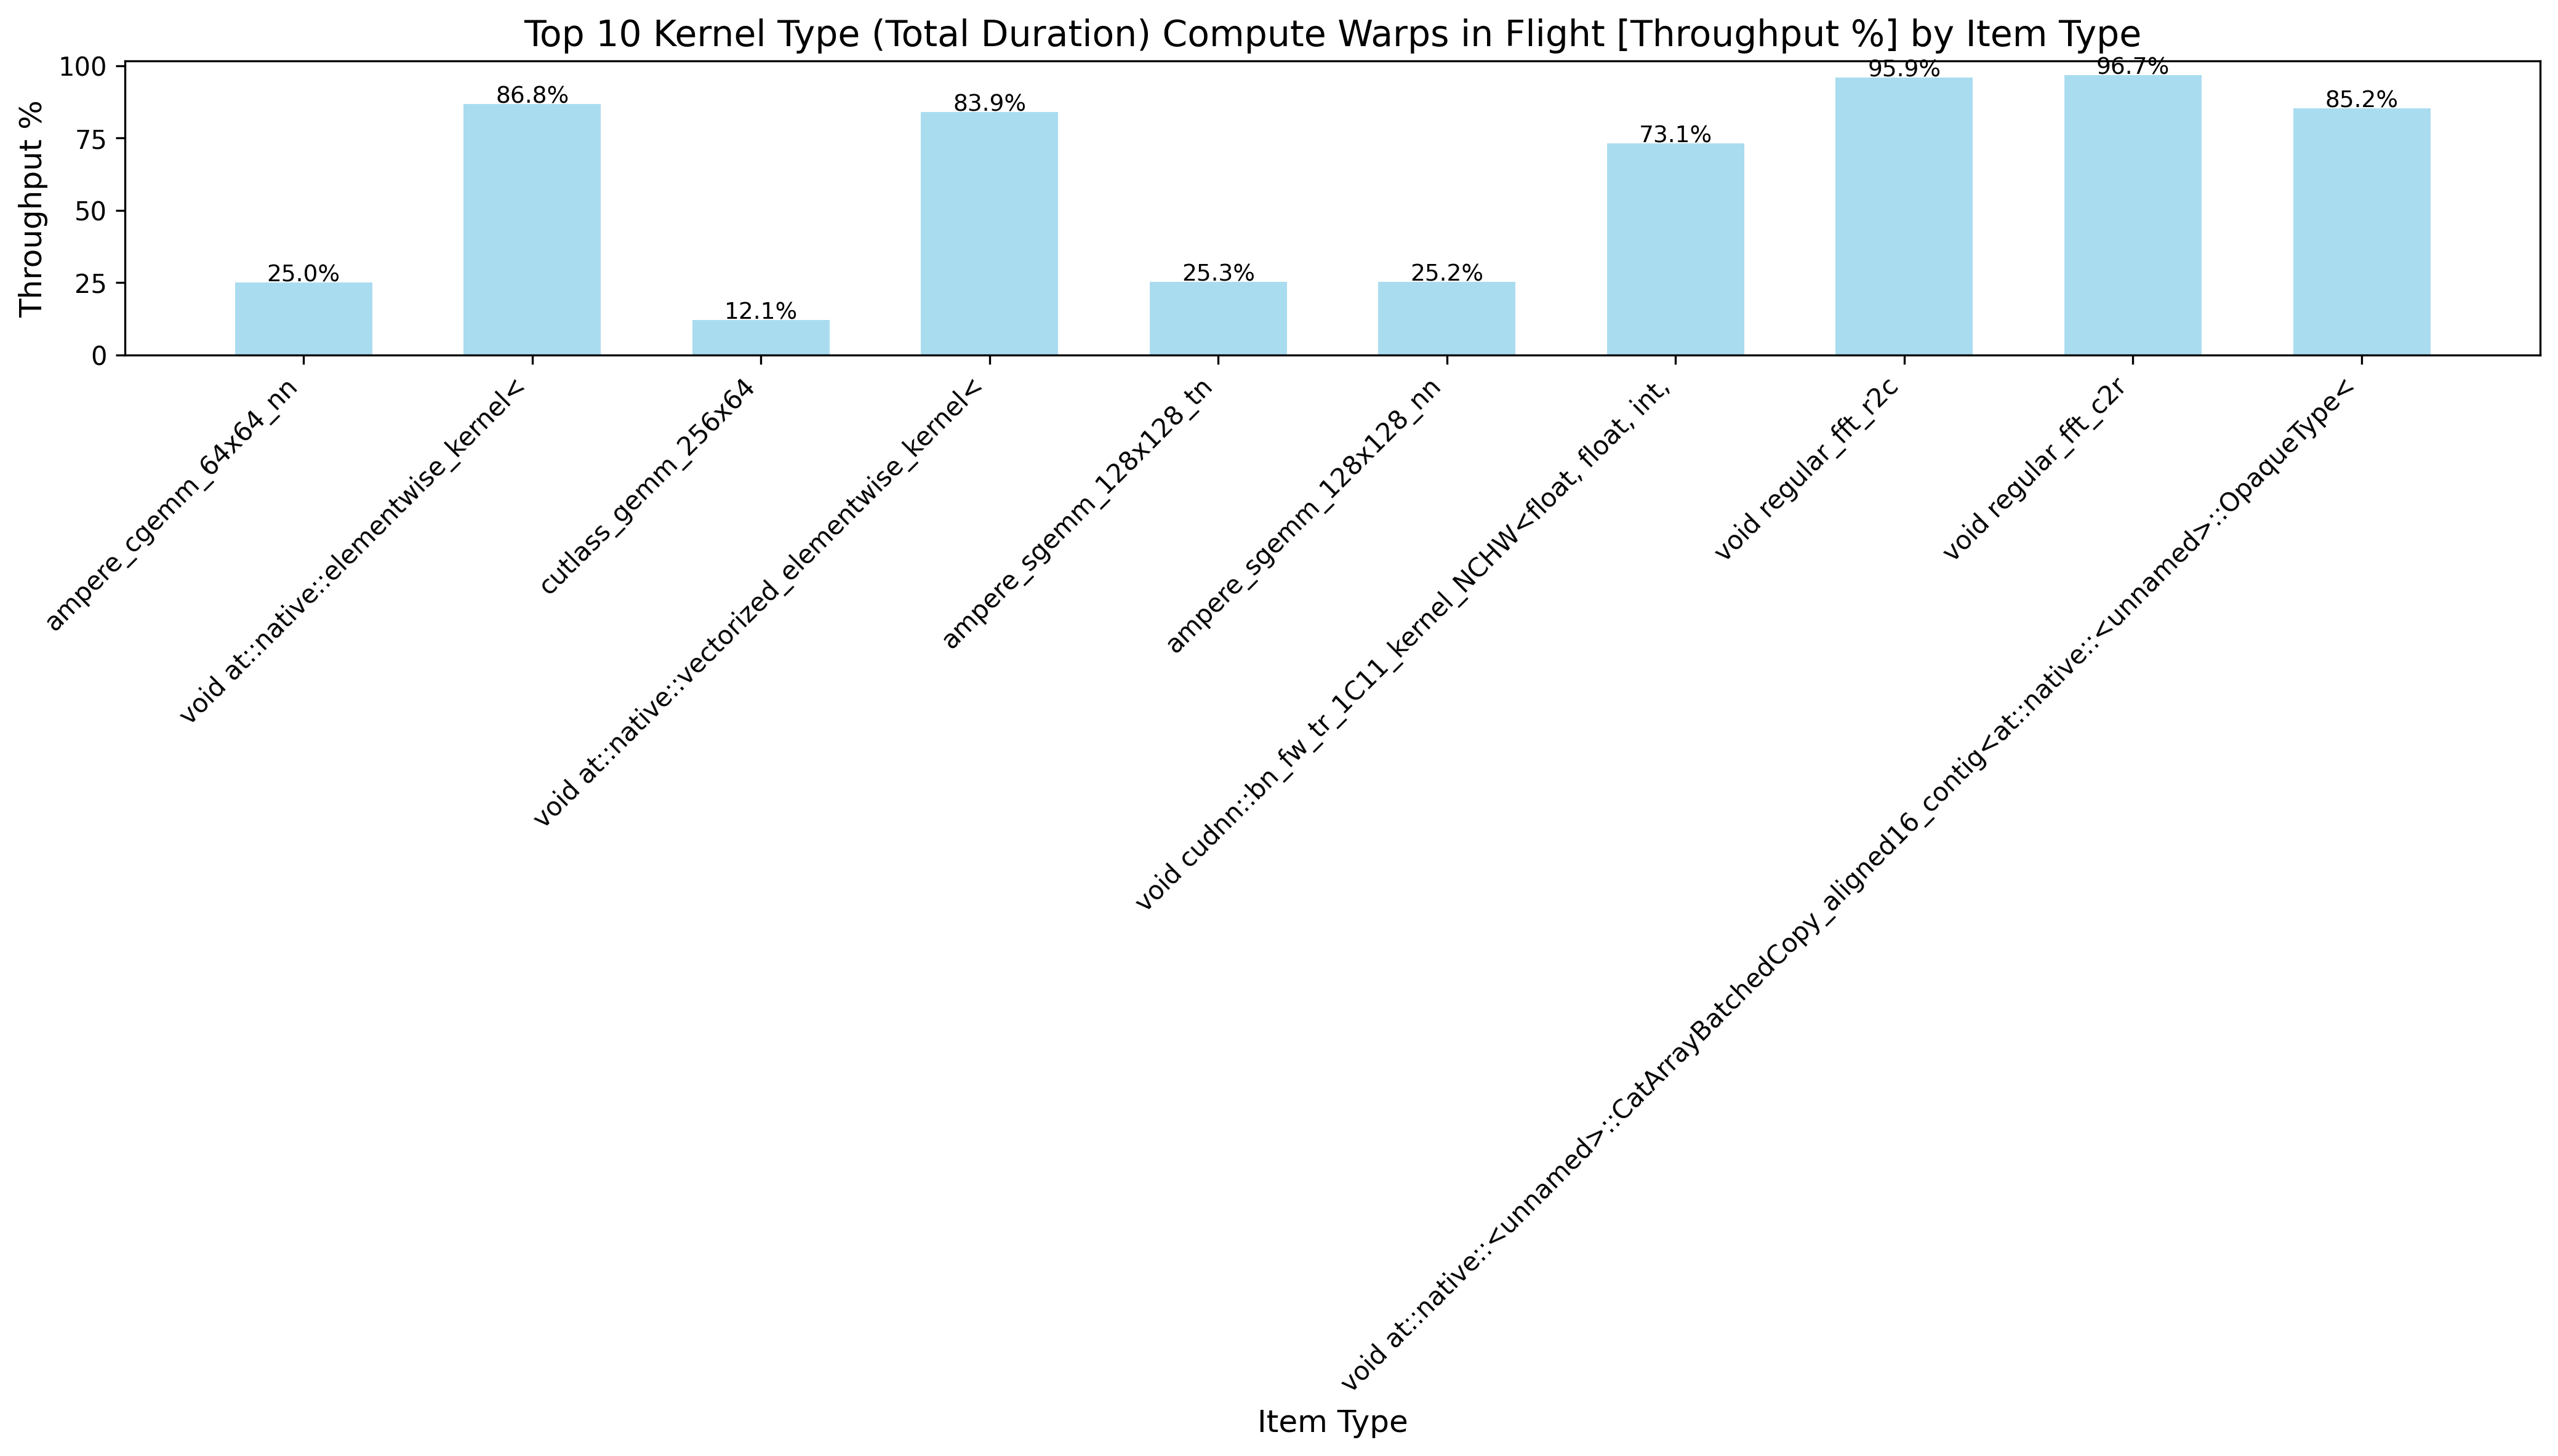 Top 10 Kernel Type (Total Duration) Compute Warps in Flight [Throughput %] by Item Type
Throughput %
100
75
50
25
0
25.0%
86.8%
12.1%
83.9%
25.3%
25.2%
73.1%
95.9%
96.7%
85.2%
ampere_cgemm_64x64_nn
void at::native::elementwise_kernel<
cutlass_gemm_256x64
void at::native::vectorized_elementwise_kernel<
ampere_sgemm_128x128_tn
ampere_sgemm_128x128_nn
void cudnn::bn_fw_tr_1C11_kernel_NCHW<float, float, int,
void regular_fft_r2c
void regular_fft_c2r
void at::native::<unnamed>::CatArrayBatchedCopy_aligned16_contig<at::native::<unnamed>::OpaqueType<
Item Type